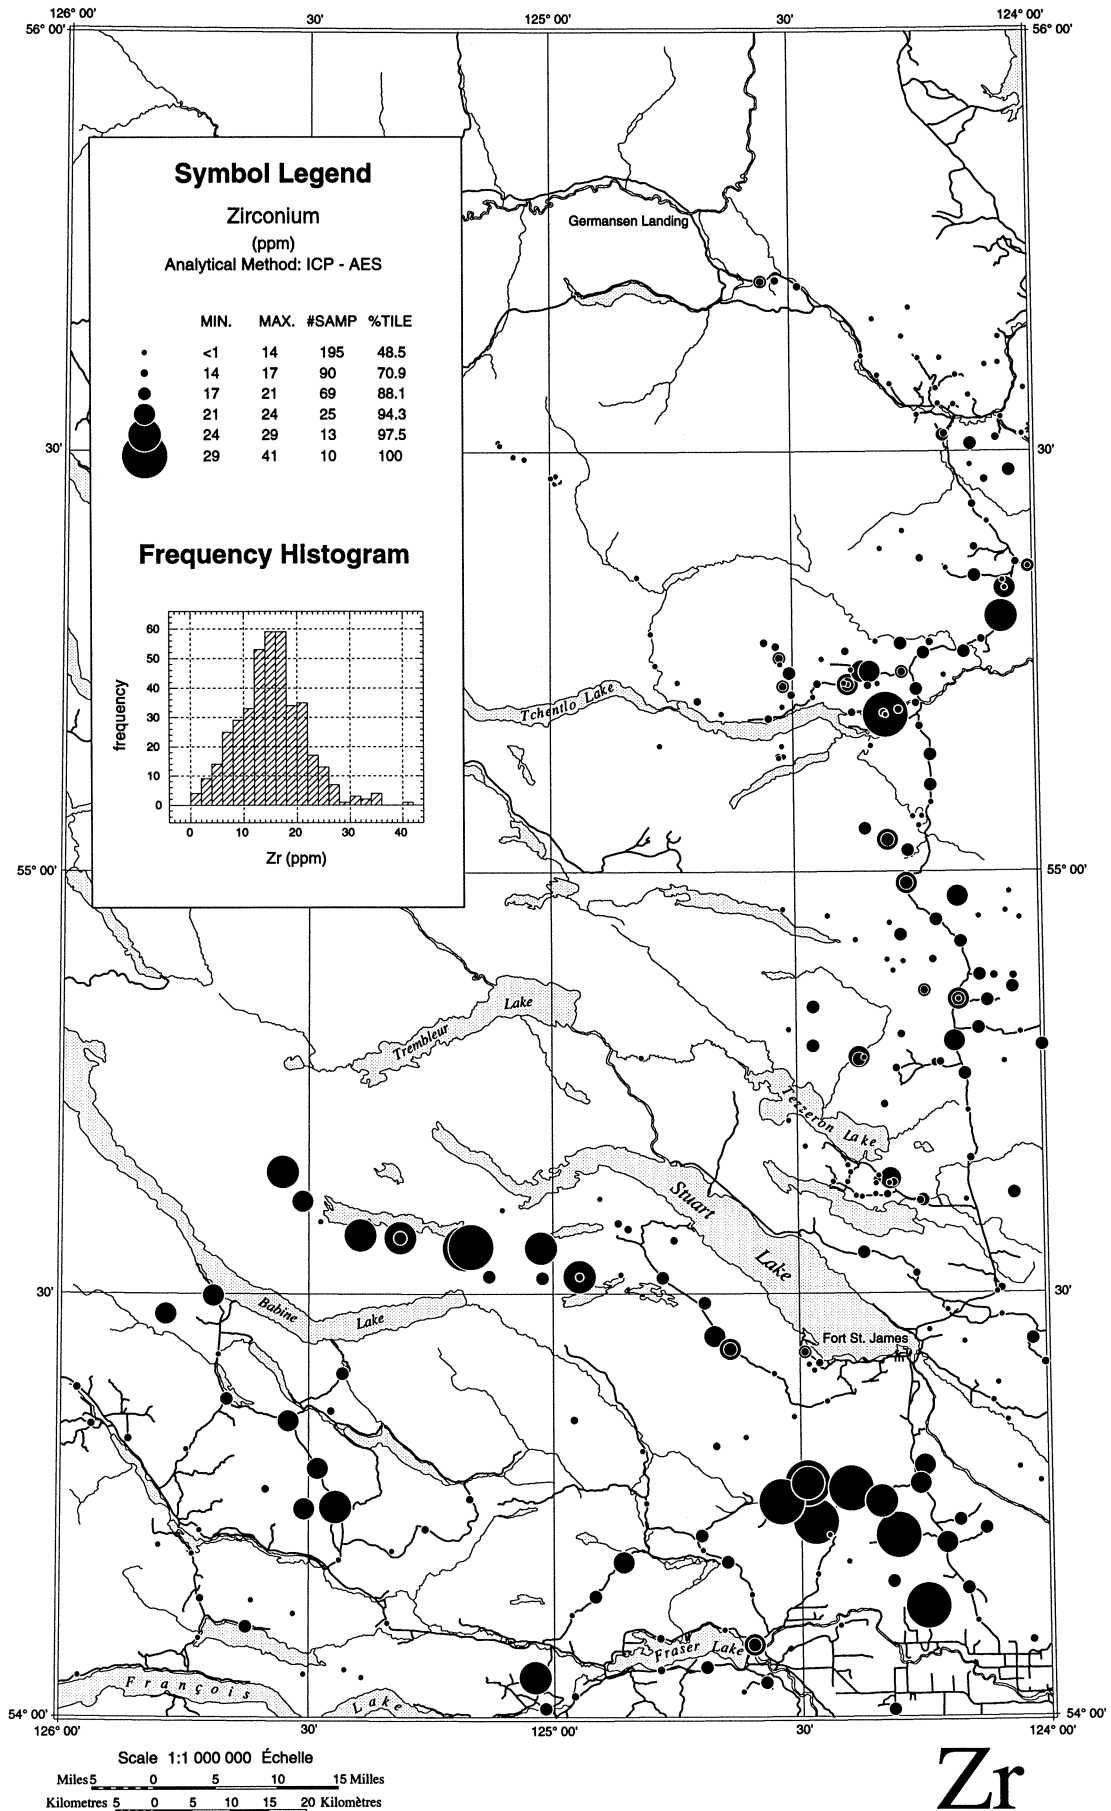 126° 00' 30' 125° 00' 30' 124° 00'
56° 00' 56° 00'
Symbol Legend
Zirconium
(ppm)
Analytical Method: ICP - AES
MIN. MAX. #SAMP %TILE
<1 14 195 48.5
14 17 90 70.9
17 21 69 88.1
21 24 25 94.3
24 29 13 97.5
29 41 10 100
Germansen Landing
30' 30'
Frequency Histogram
60
50
40
30
20
10
0
frequency
0 10 20 30 40
Zr (ppm)
Tchentlo Lake
55° 00' 55° 00'
Trembleur Lake
Tezzeron Lake
Stuart Lake
30' 30'
Babine Lake
Fort St. James
Fraser Lake
François Lake
54° 00' 54° 00'
126° 00' 30' 125° 00' 30' 124° 00'
Scale 1:1 000 000 Échelle
Miles 5 0 5 10 15 Milles
Kilometres 5 0 5 10 15 20 Kilomètres
Zr